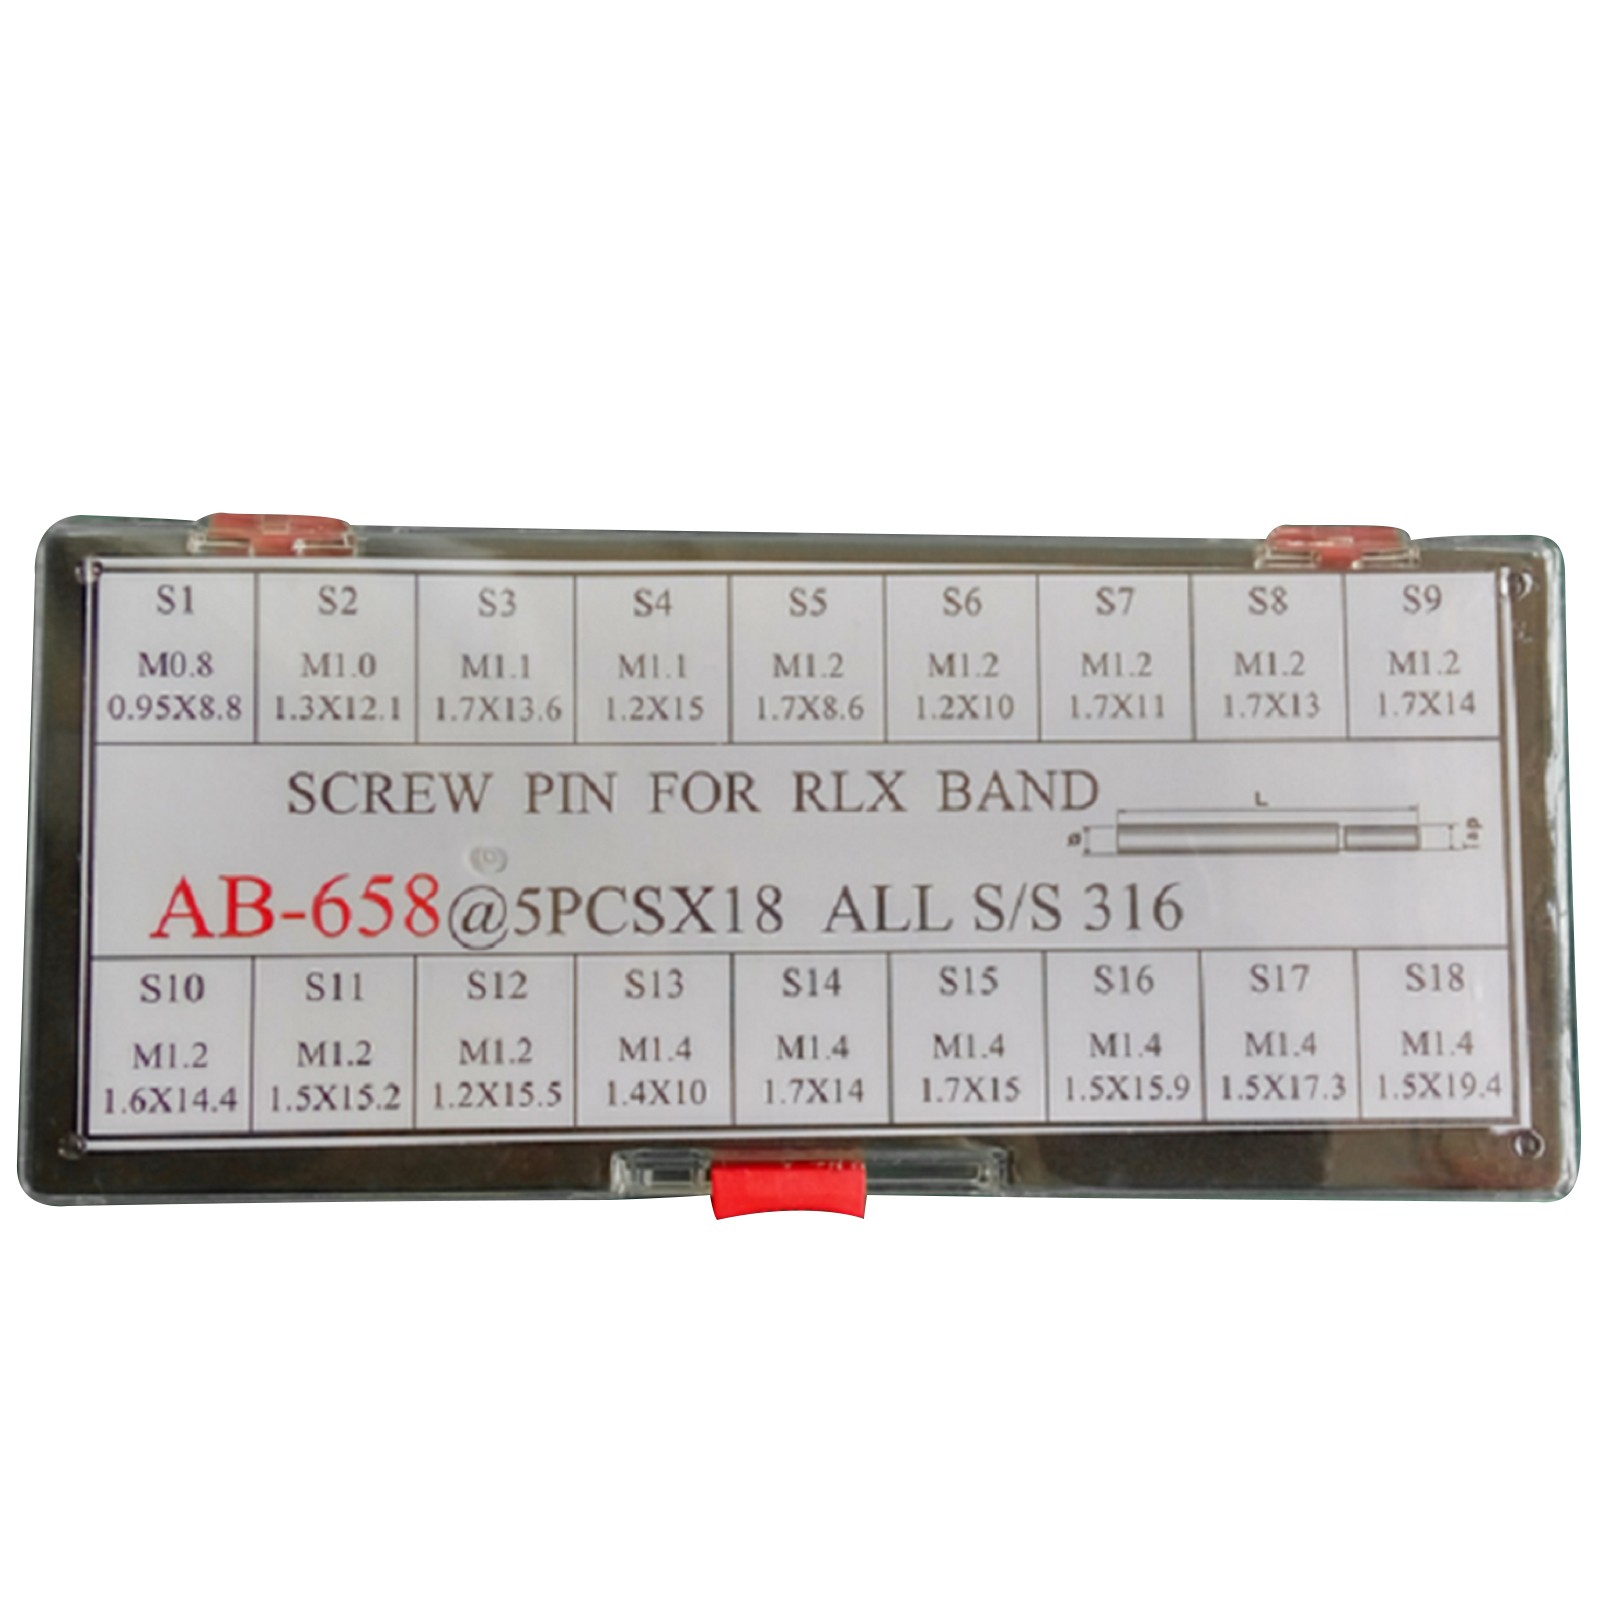 S1 S2 S3 S4 S5 S6 S7 S8 S9
M0.8 M1.0 M1.1 M1.1 M1.2 M1.2 M1.2 M1.2 M1.2
0.95X8.8 1.3X12.1 1.7X13.6 1.2X15 1.7X8.6 1.2X10 1.7X11 1.7X13 1.7X14
SCREW PIN FOR RLX BAND
L
Ø Tap
AB-658@5PCSX18 ALL S/S 316
S10 S11 S12 S13 S14 S15 S16 S17 S18
M1.2 M1.2 M1.2 M1.4 M1.4 M1.4 M1.4 M1.4 M1.4
1.6X14.4 1.5X15.2 1.2X15.5 1.4X10 1.7X14 1.7X15 1.5X15.9 1.5X17.3 1.5X19.4